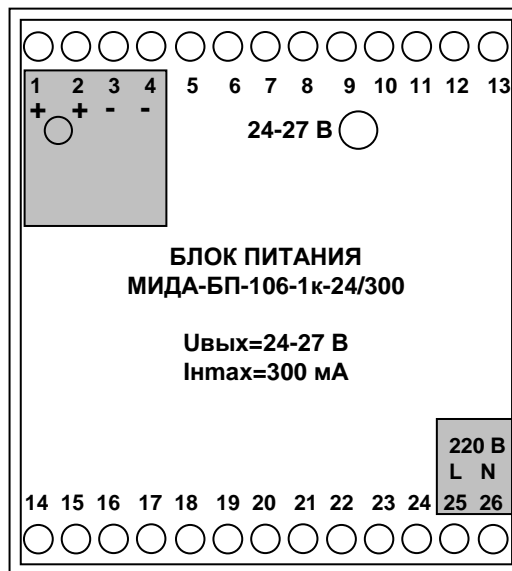 1 2 3 4 5 6 7 8 9 10 11 12 13
+ + - -
24-27 В
БЛОК ПИТАНИЯ
МИДА-БП-106-1к-24/300
Uвых=24-27 В
Iнmax=300 мА
220 В
L N
14 15 16 17 18 19 20 21 22 23 24 25 26